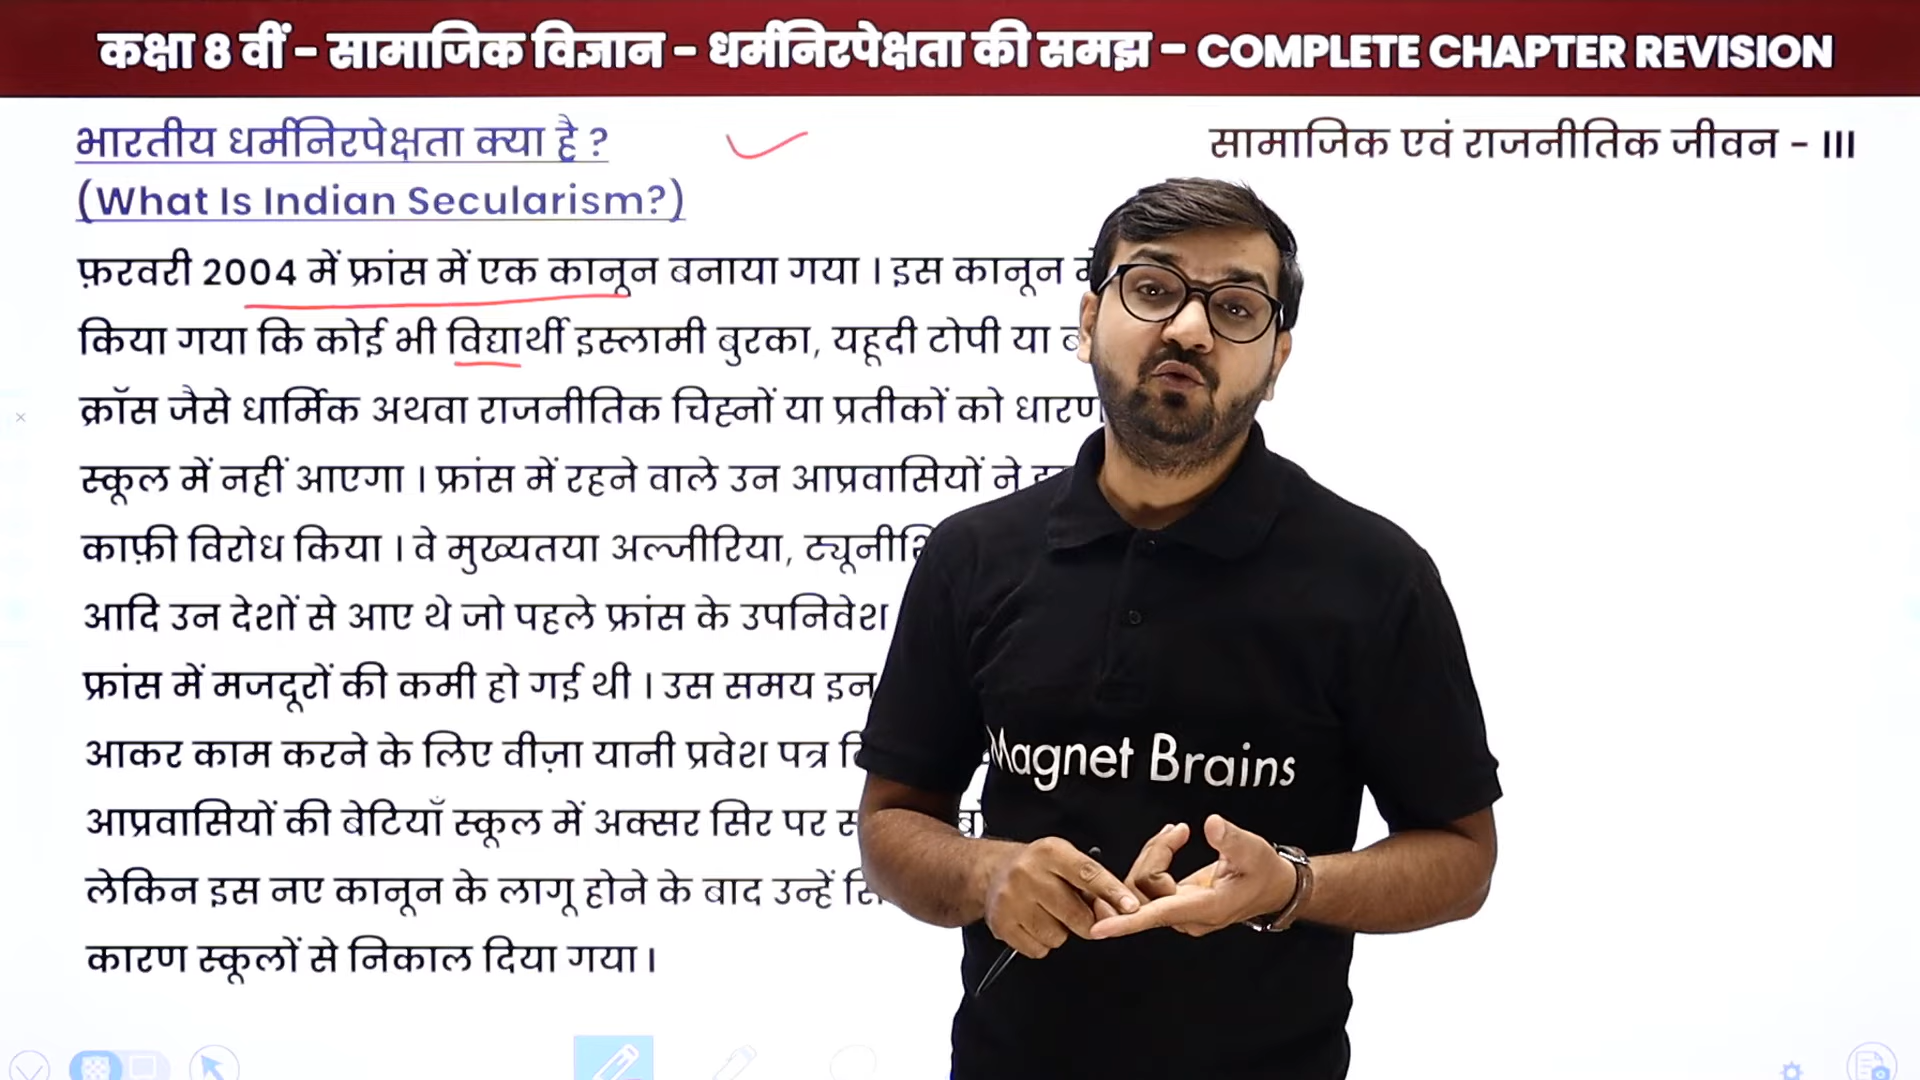 कक्षा 8 वीं - सामाजिक विज्ञान - धर्मनिरपेक्षता की समझ - COMPLETE CHAPTER REVISION
भारतीय धर्मनिरपेक्षता क्या है ?
सामाजिक एवं राजनीतिक जीवन - III
(What Is Indian Secularism?)
फ़रवरी 2004 में फ्रांस में एक कानून बनाया गया । इस कानून
किया गया कि कोई भी विद्यार्थी इस्लामी बुरका, यहूदी टोपी या
क्रॉस जैसे धार्मिक अथवा राजनीतिक चिह्नों या प्रतीकों को धारण
स्कूल में नहीं आएगा । फ्रांस में रहने वाले उन आप्रवासियों ने
काफ़ी विरोध किया । वे मुख्यतया अल्जीरिया,
आदि उन देशों से आए थे जो पहले फ्रांस के उपनिवेश
फ्रांस में मजदूरों की कमी हो गई थी । उस समय इन
आकर काम करने के लिए वीज़ा यानी प्रवेश पत्र
आप्रवासियों की बेटियाँ स्कूल में अक्सर सिर पर
लेकिन इस नए कानून के लागू होने के बाद उन्हें
कारण स्कूलों से निकाल दिया गया ।
Magnet Brains